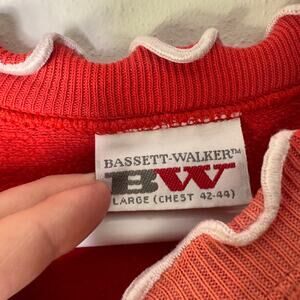 BASSETT-WALKER™
BW
LARGE (CHEST 42-44)